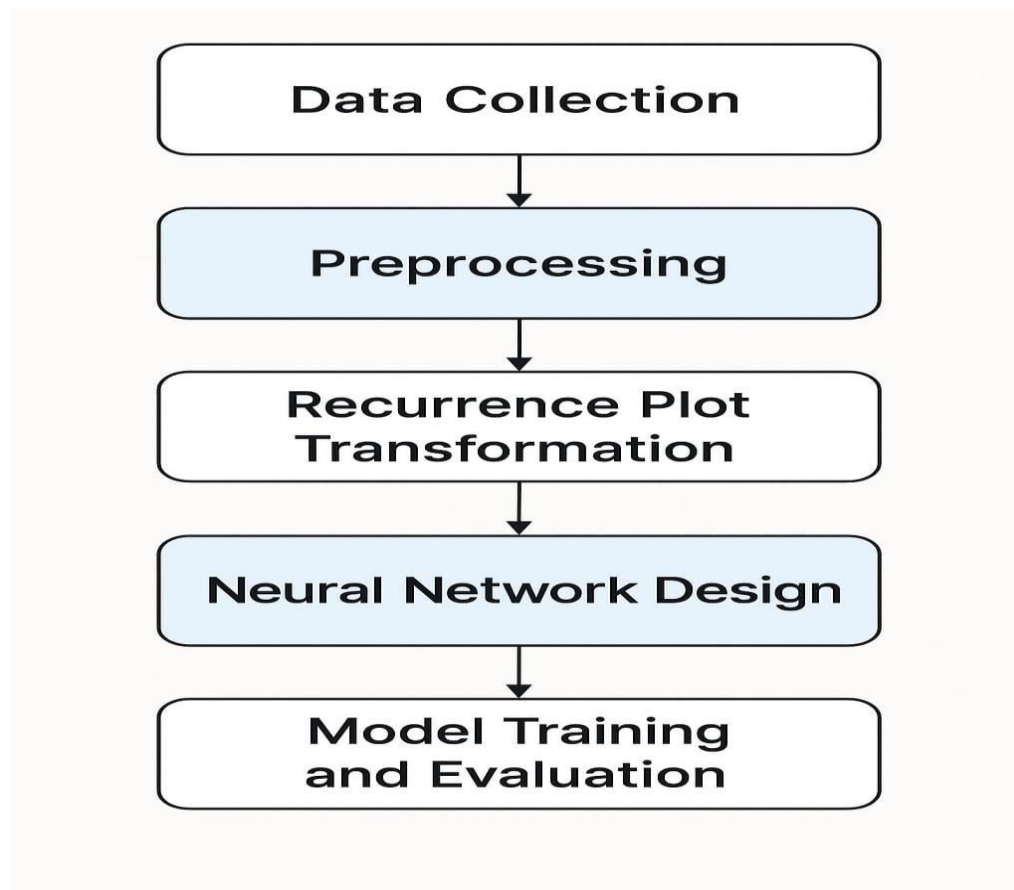 Data Collection
Preprocessing
Recurrence Plot
Transformation
Neural Network Design
Model Training
and Evaluation